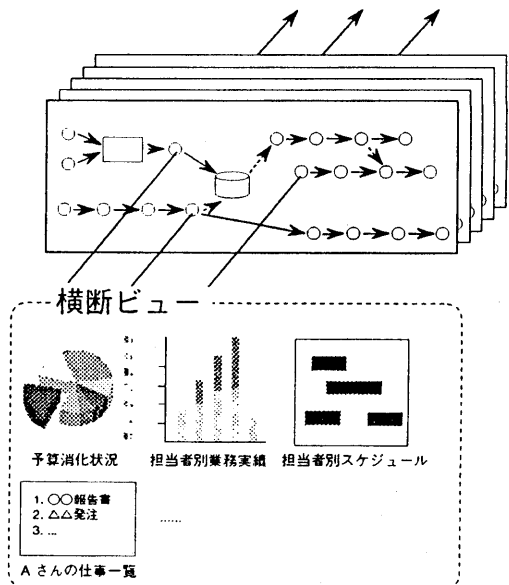 横断ビュー
予算消化状況
担当者別業務実績
担当者別スケジュール
1. ○○報告書
2. △△発注
3. ...
......
Aさんの仕事一覧